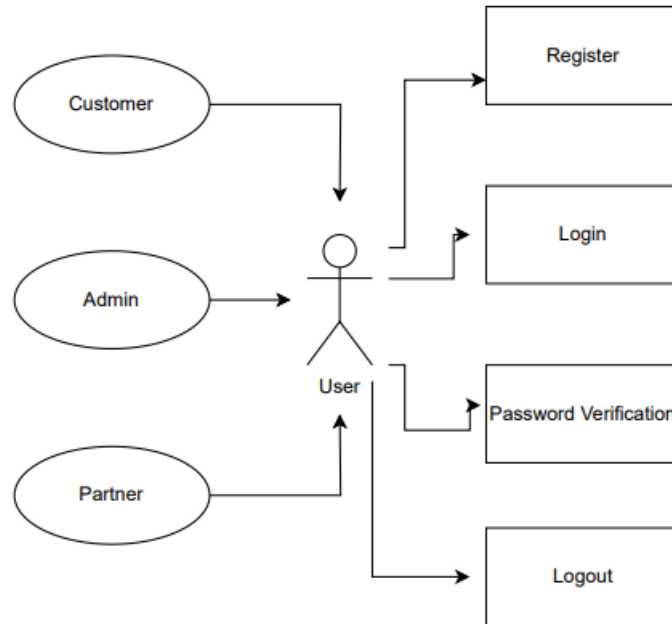 Register
Customer
Login
Admin
User
Password Verification
Partner
Logout